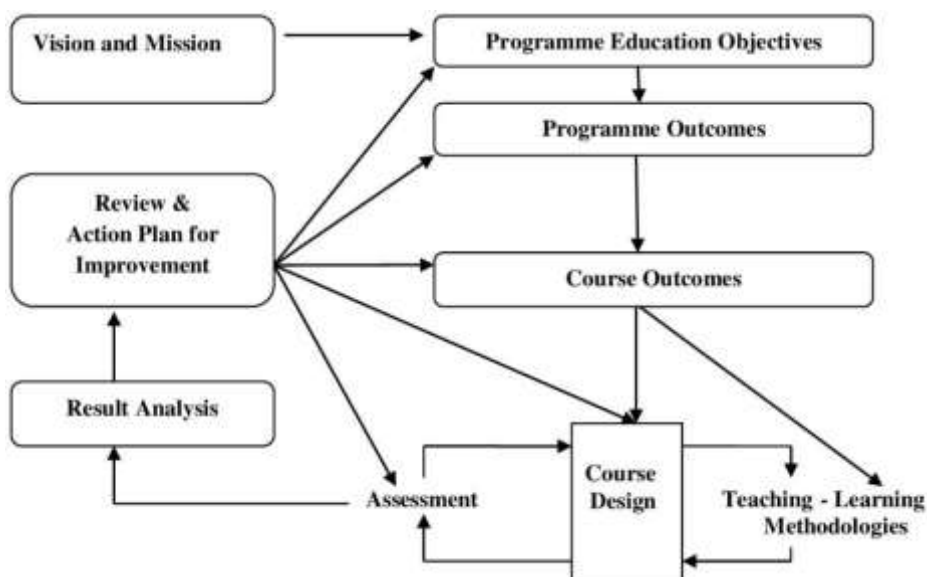 Vision and Mission
Programme Education Objectives
Programme Outcomes
Review &
Action Plan for
Improvement
Course Outcomes
Result Analysis
Assessment
Course
Design
Teaching - Learning
Methodologies